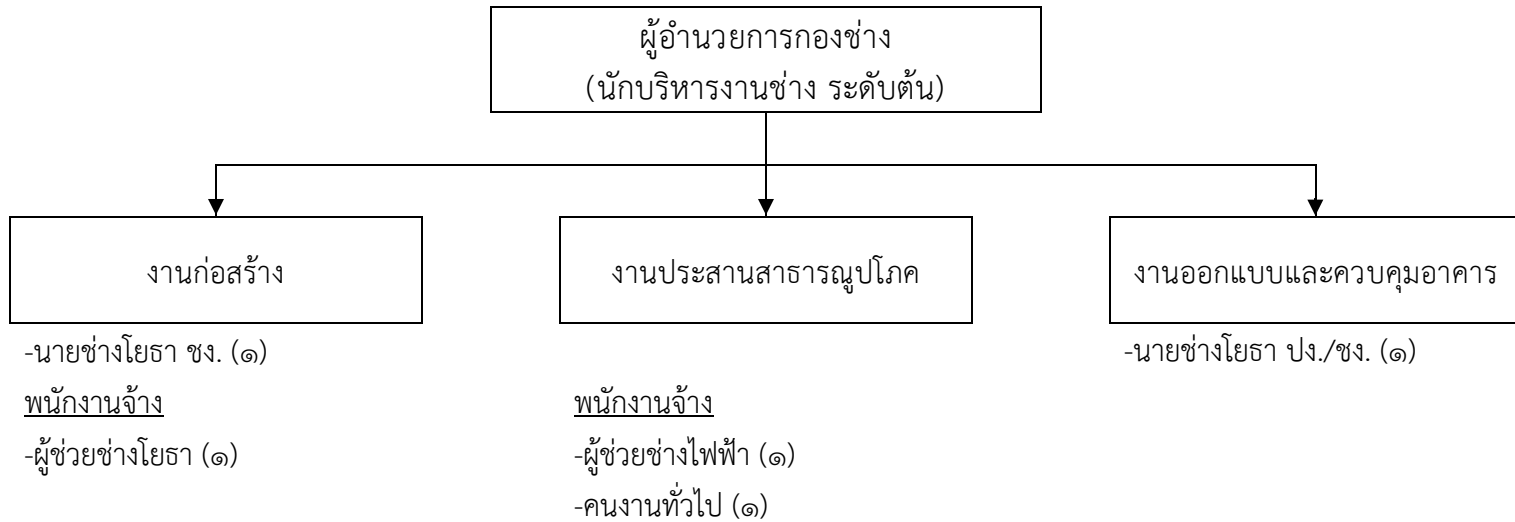 ผู้อำนวยการกองช่าง
(นักบริหารงานช่าง ระดับต้น)
งานก่อสร้าง
-นายช่างโยธา ชง. (๑)
พนักงานจ้าง
-ผู้ช่วยช่างโยธา (๑)
งานประสานสาธารณูปโภค
พนักงานจ้าง
-ผู้ช่วยช่างไฟฟ้า (๑)
-คนงานทั่วไป (๑)
งานออกแบบและควบคุมอาคาร
-นายช่างโยธา ปง./ชง. (๑)